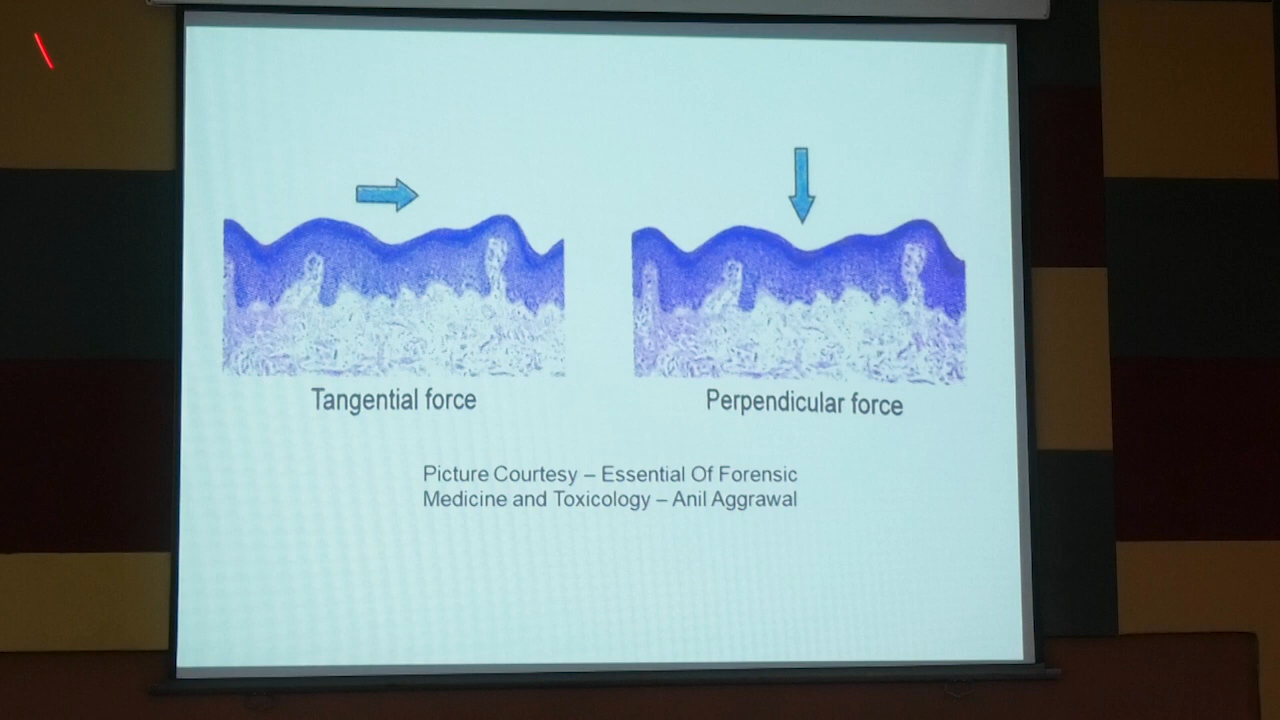 Tangential force
Perpendicular force
Picture Courtesy – Essential Of Forensic
Medicine and Toxicology – Anil Aggrawal